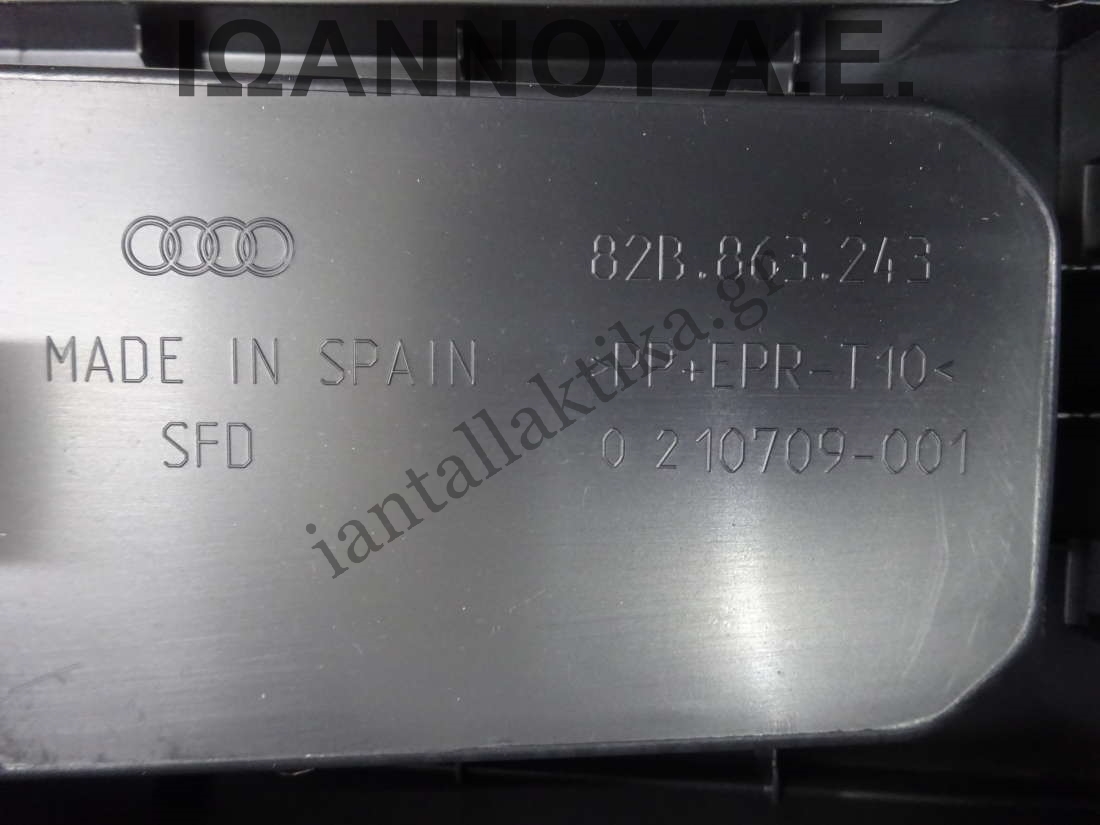 ΙΩΑΝΝΟΥ Α.Ε.
82B.863.243
MADE IN SPAIN
>PP+EPR-T10<
SFD
0 210709-001
iantallaktika.gr